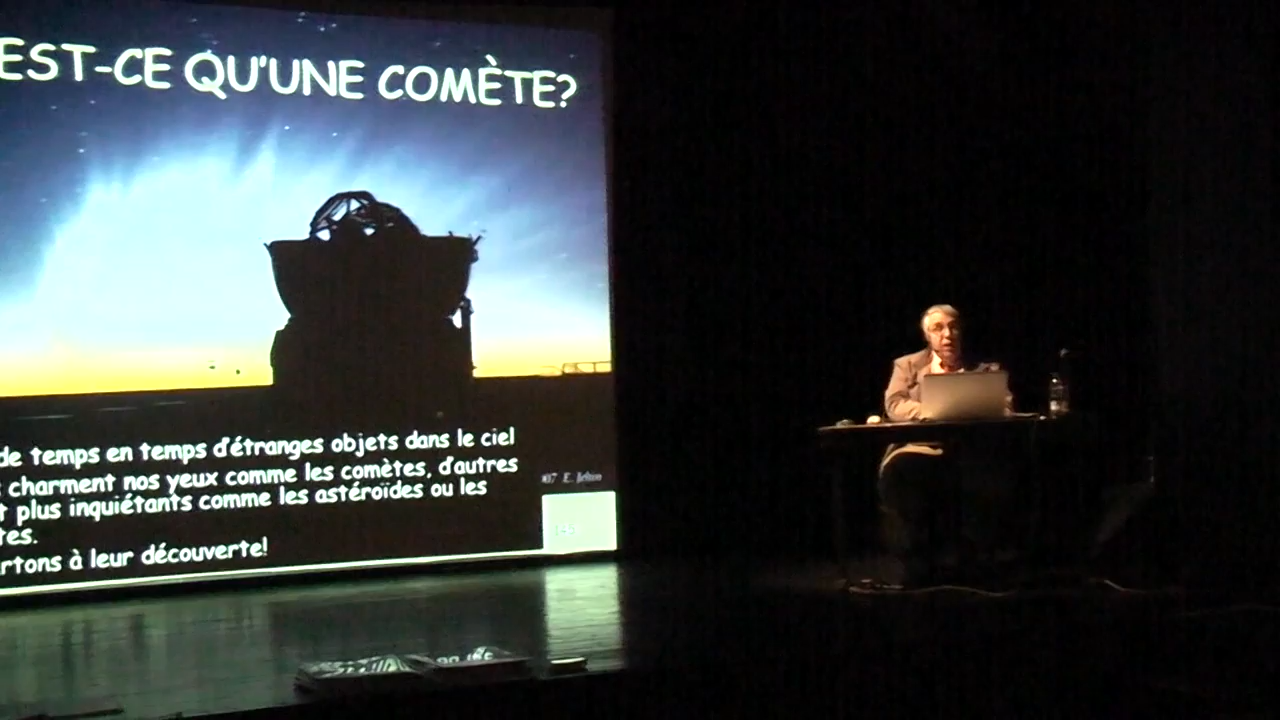 EST-CE QU'UNE COMÈTE?
de temps en temps d'étranges objets dans le ciel
charment nos yeux comme les comètes, d'autres
t plus inquiétants comme les astéroïdes ou les
tes.
rtons à leur découverte!